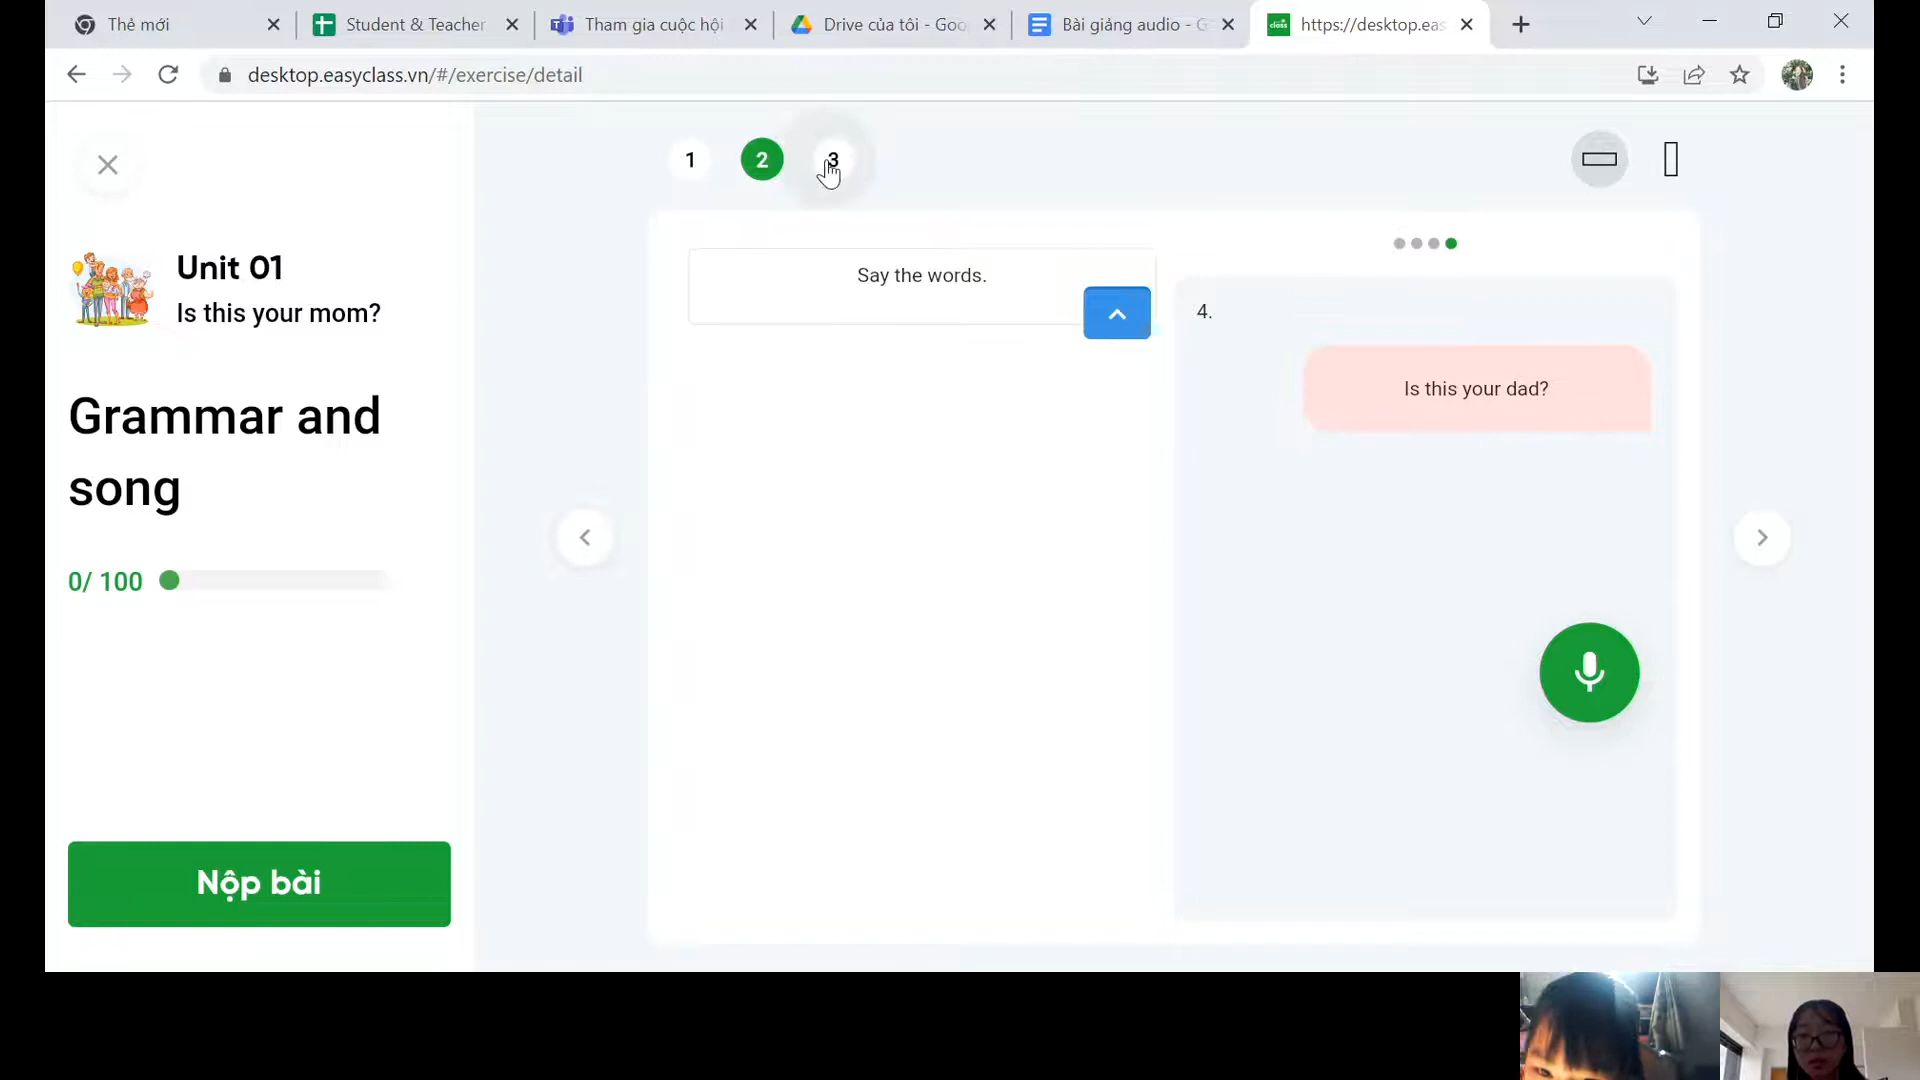 Thẻ mới
Student & Teacher
Tham gia cuộc hội
Drive của tôi - Goo
Bài giảng audio - G
class
https://desktop.eas
desktop.easyclass.vn/#/exercise/detail
1
2
3
Unit 01
Is this your mom?
Say the words.
4.
Is this your dad?
Grammar and
song
0/ 100
Nộp bài